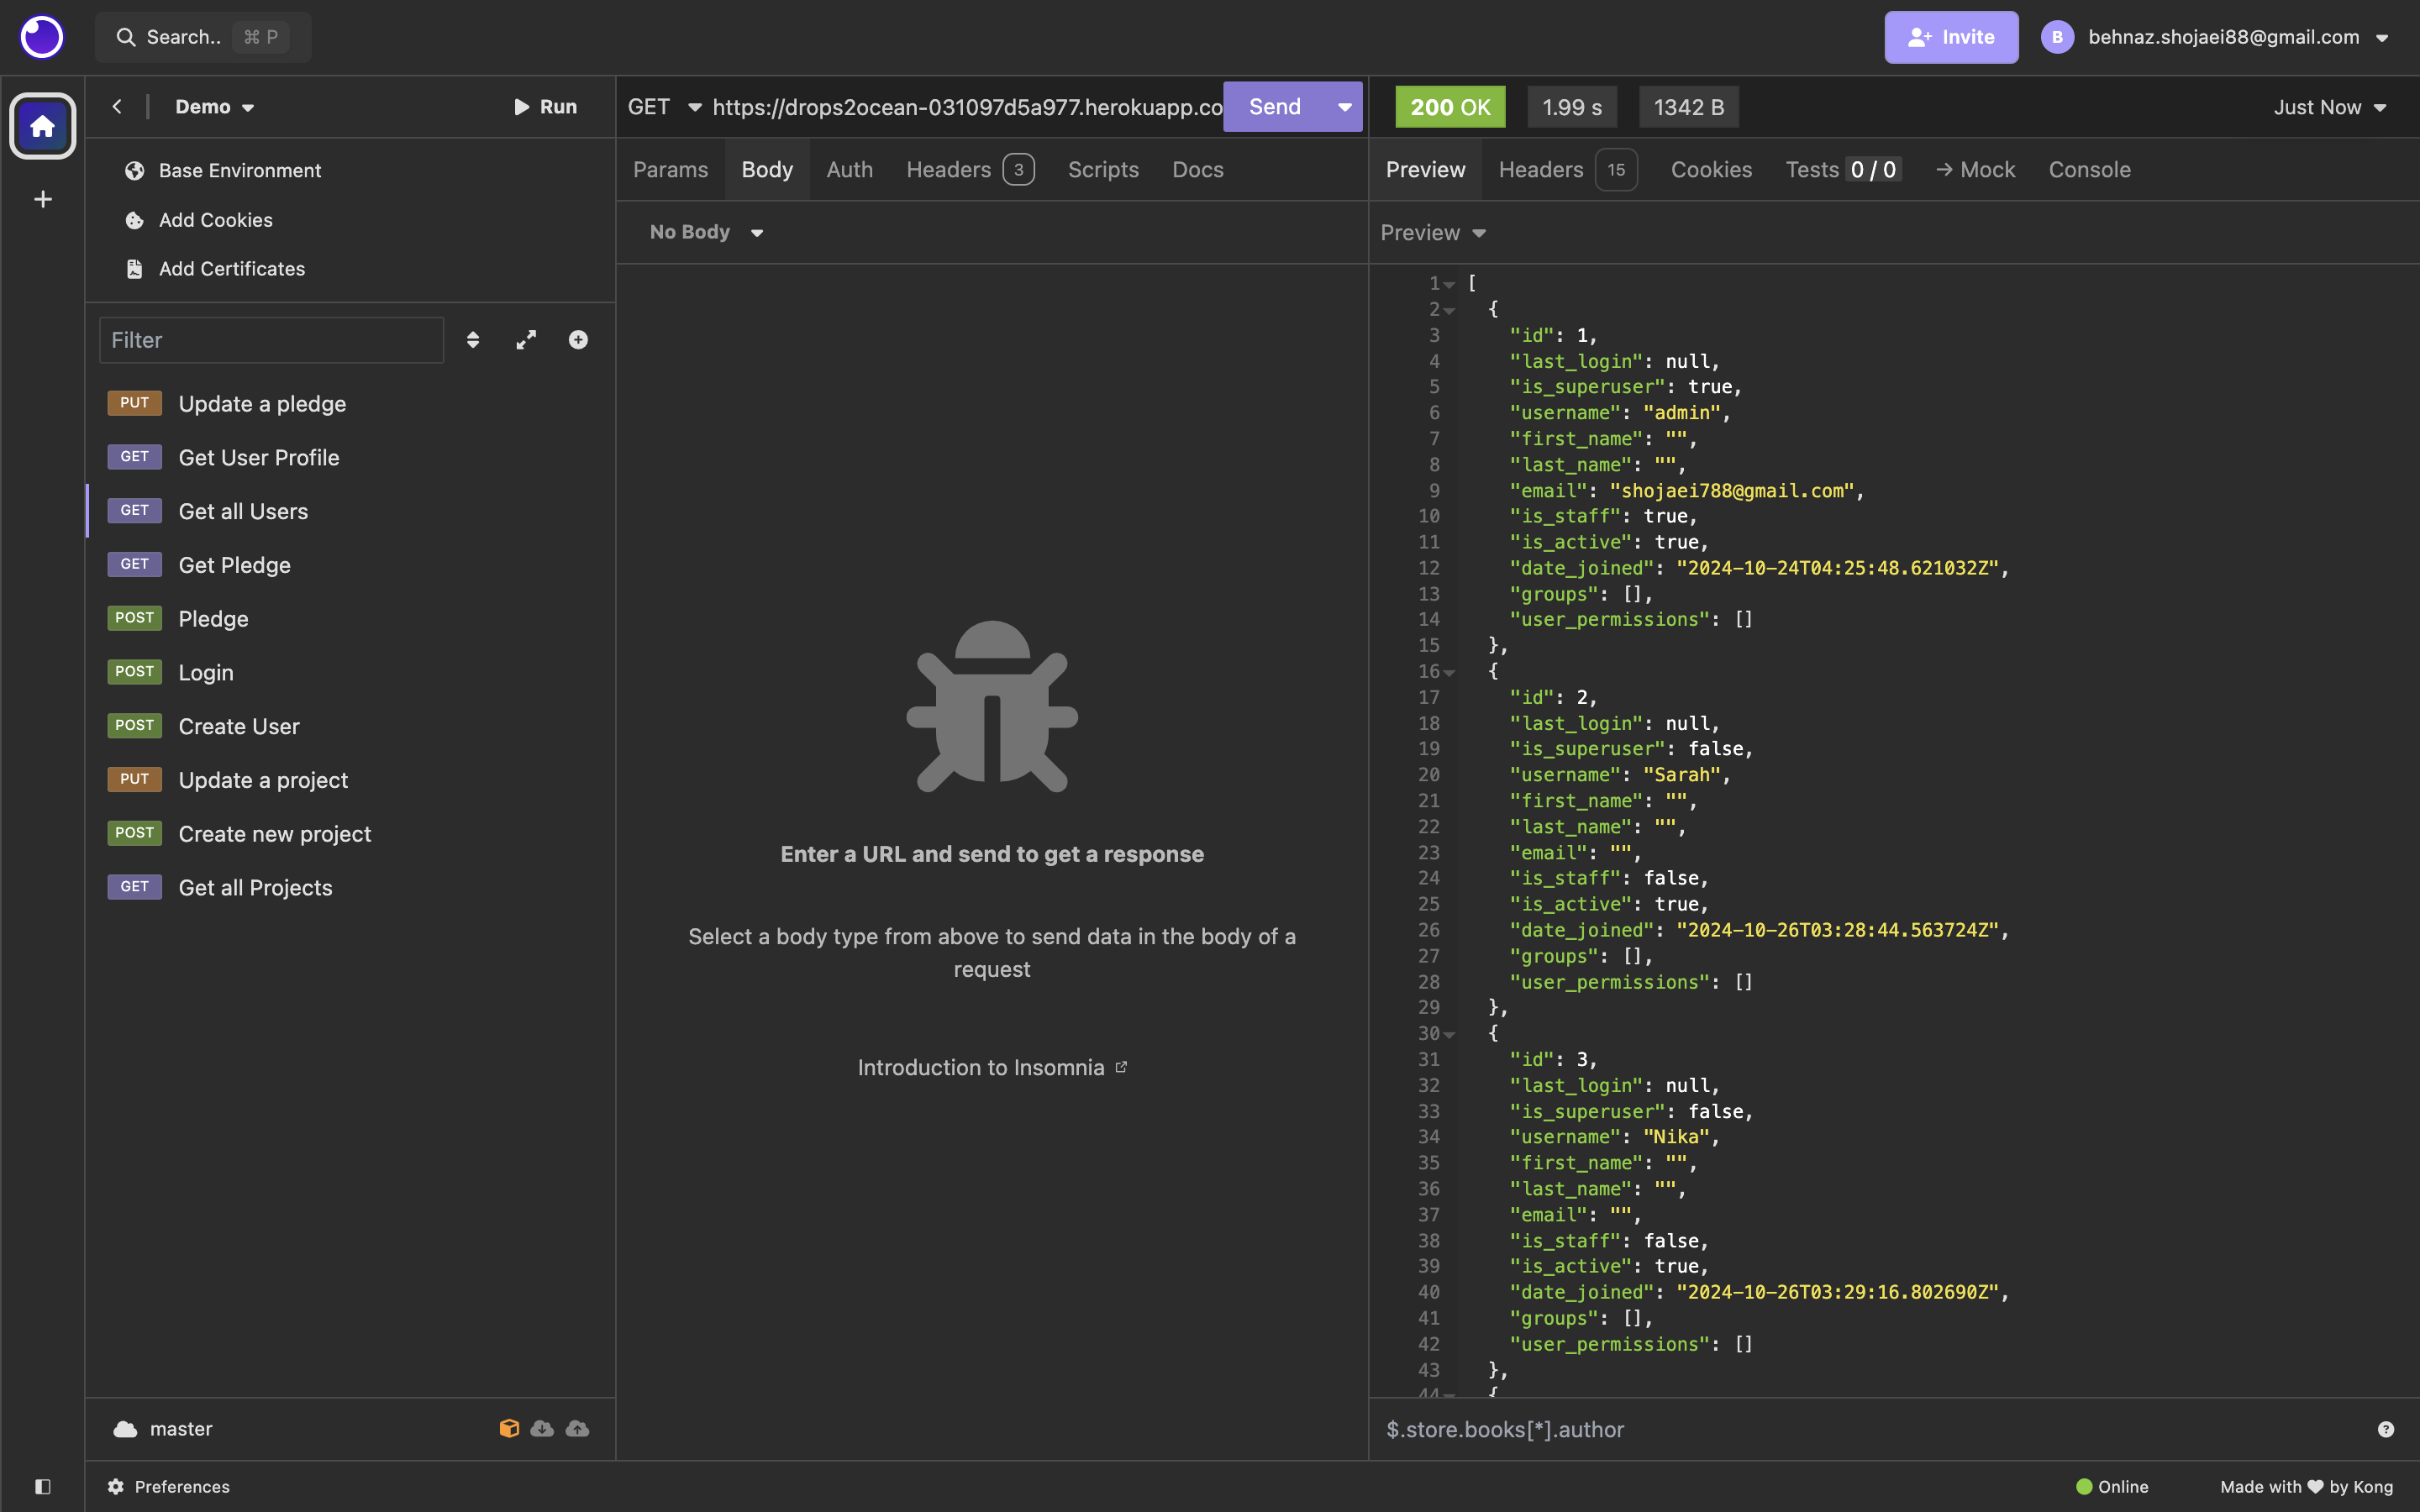 Search.. ⌘ P
Invite
B behnaz.shojaei88@gmail.com
Demo
Run
Base Environment
Add Cookies
Add Certificates
Filter
PUT Update a pledge
GET Get User Profile
GET Get all Users
GET Get Pledge
POST Pledge
POST Login
POST Create User
PUT Update a project
POST Create new project
GET Get all Projects
master
Preferences
GET https://drops2ocean-031097d5a977.herokuapp.co Send
Params Body Auth Headers 3 Scripts Docs
No Body
Enter a URL and send to get a response
Select a body type from above to send data in the body of a
request
Introduction to Insomnia
200 OK 1.99 s 1342 B Just Now
Preview Headers 15 Cookies Tests 0 / 0 → Mock Console
Preview
1 [
2 {
3 "id": 1,
4 "last_login": null,
5 "is_superuser": true,
6 "username": "admin",
7 "first_name": "",
8 "last_name": "",
9 "email": "shojaei788@gmail.com",
10 "is_staff": true,
11 "is_active": true,
12 "date_joined": "2024-10-24T04:25:48.621032Z",
13 "groups": [],
14 "user_permissions": []
15 },
16 {
17 "id": 2,
18 "last_login": null,
19 "is_superuser": false,
20 "username": "Sarah",
21 "first_name": "",
22 "last_name": "",
23 "email": "",
24 "is_staff": false,
25 "is_active": true,
26 "date_joined": "2024-10-26T03:28:44.563724Z",
27 "groups": [],
28 "user_permissions": []
29 },
30 {
31 "id": 3,
32 "last_login": null,
33 "is_superuser": false,
34 "username": "Nika",
35 "first_name": "",
36 "last_name": "",
37 "email": "",
38 "is_staff": false,
39 "is_active": true,
40 "date_joined": "2024-10-26T03:29:16.802690Z",
41 "groups": [],
42 "user_permissions": []
43 },
44 {
$.store.books[*].author
Online
Made with ♥ by Kong